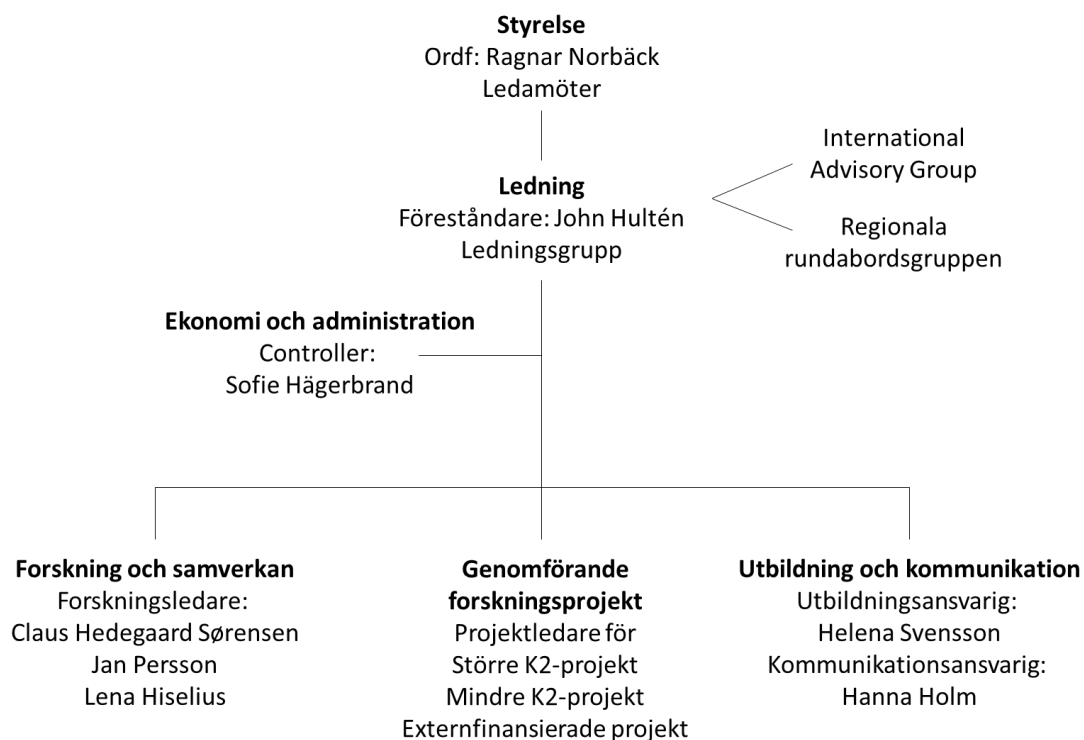 Styrelse
Ordf: Ragnar Norbäck
Ledamöter
International
Advisory Group
Ledning
Föreståndare: John Hultén
Ledningsgrupp
Regionala
rundabordsgruppen
Ekonomi och administration
Controller:
Sofie Hägerbrand
Forskning och samverkan
Forskningsledare:
Claus Hedegaard Sørensen
Jan Persson
Lena Hiselius
Genomförande
forskningsprojekt
Projektledare för
Större K2-projekt
Mindre K2-projekt
Externfinansierade projekt
Utbildning och kommunikation
Utbildningsansvarig:
Helena Svensson
Kommunikationsansvarig:
Hanna Holm